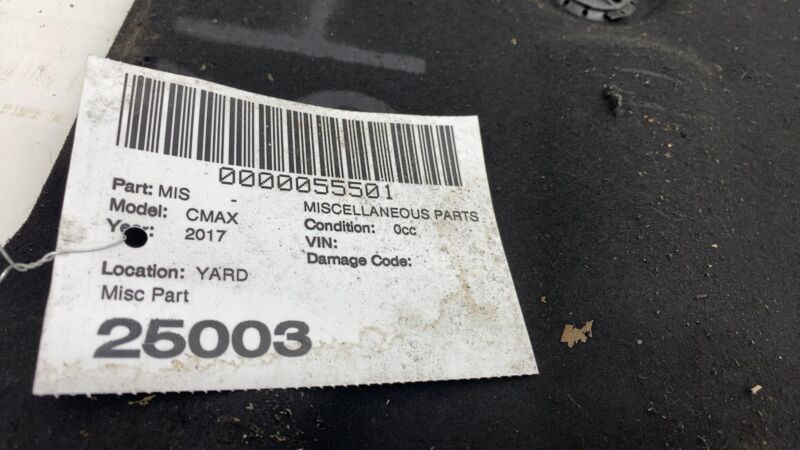 0000055501
Part: MIS - MISCELLANEOUS PARTS
Model: CMAX Condition: 0cc
Year: 2017 VIN:
Damage Code:
Location: YARD
Misc Part
25003